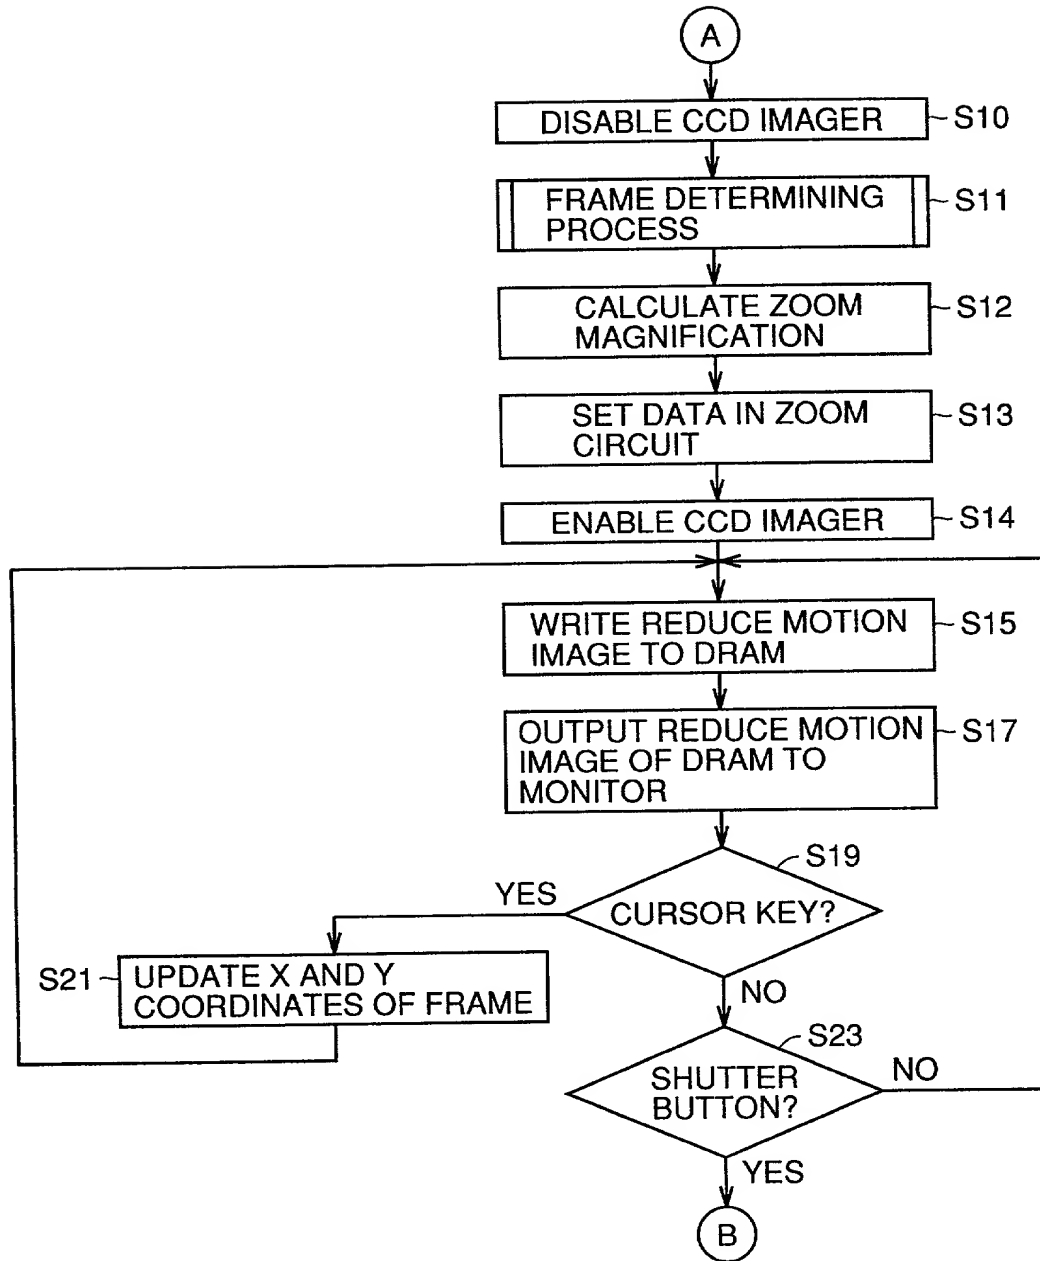 A
DISABLE CCD IMAGER
S10
FRAME DETERMINING
PROCESS
S11
CALCULATE ZOOM
MAGNIFICATION
S12
SET DATA IN ZOOM
CIRCUIT
S13
ENABLE CCD IMAGER
S14
WRITE REDUCE MOTION
IMAGE TO DRAM
S15
OUTPUT REDUCE MOTION
IMAGE OF DRAM TO
MONITOR
S17
S19
CURSOR KEY?
YES
S21
UPDATE X AND Y
COORDINATES OF FRAME
NO
S23
SHUTTER
BUTTON?
NO
YES
B